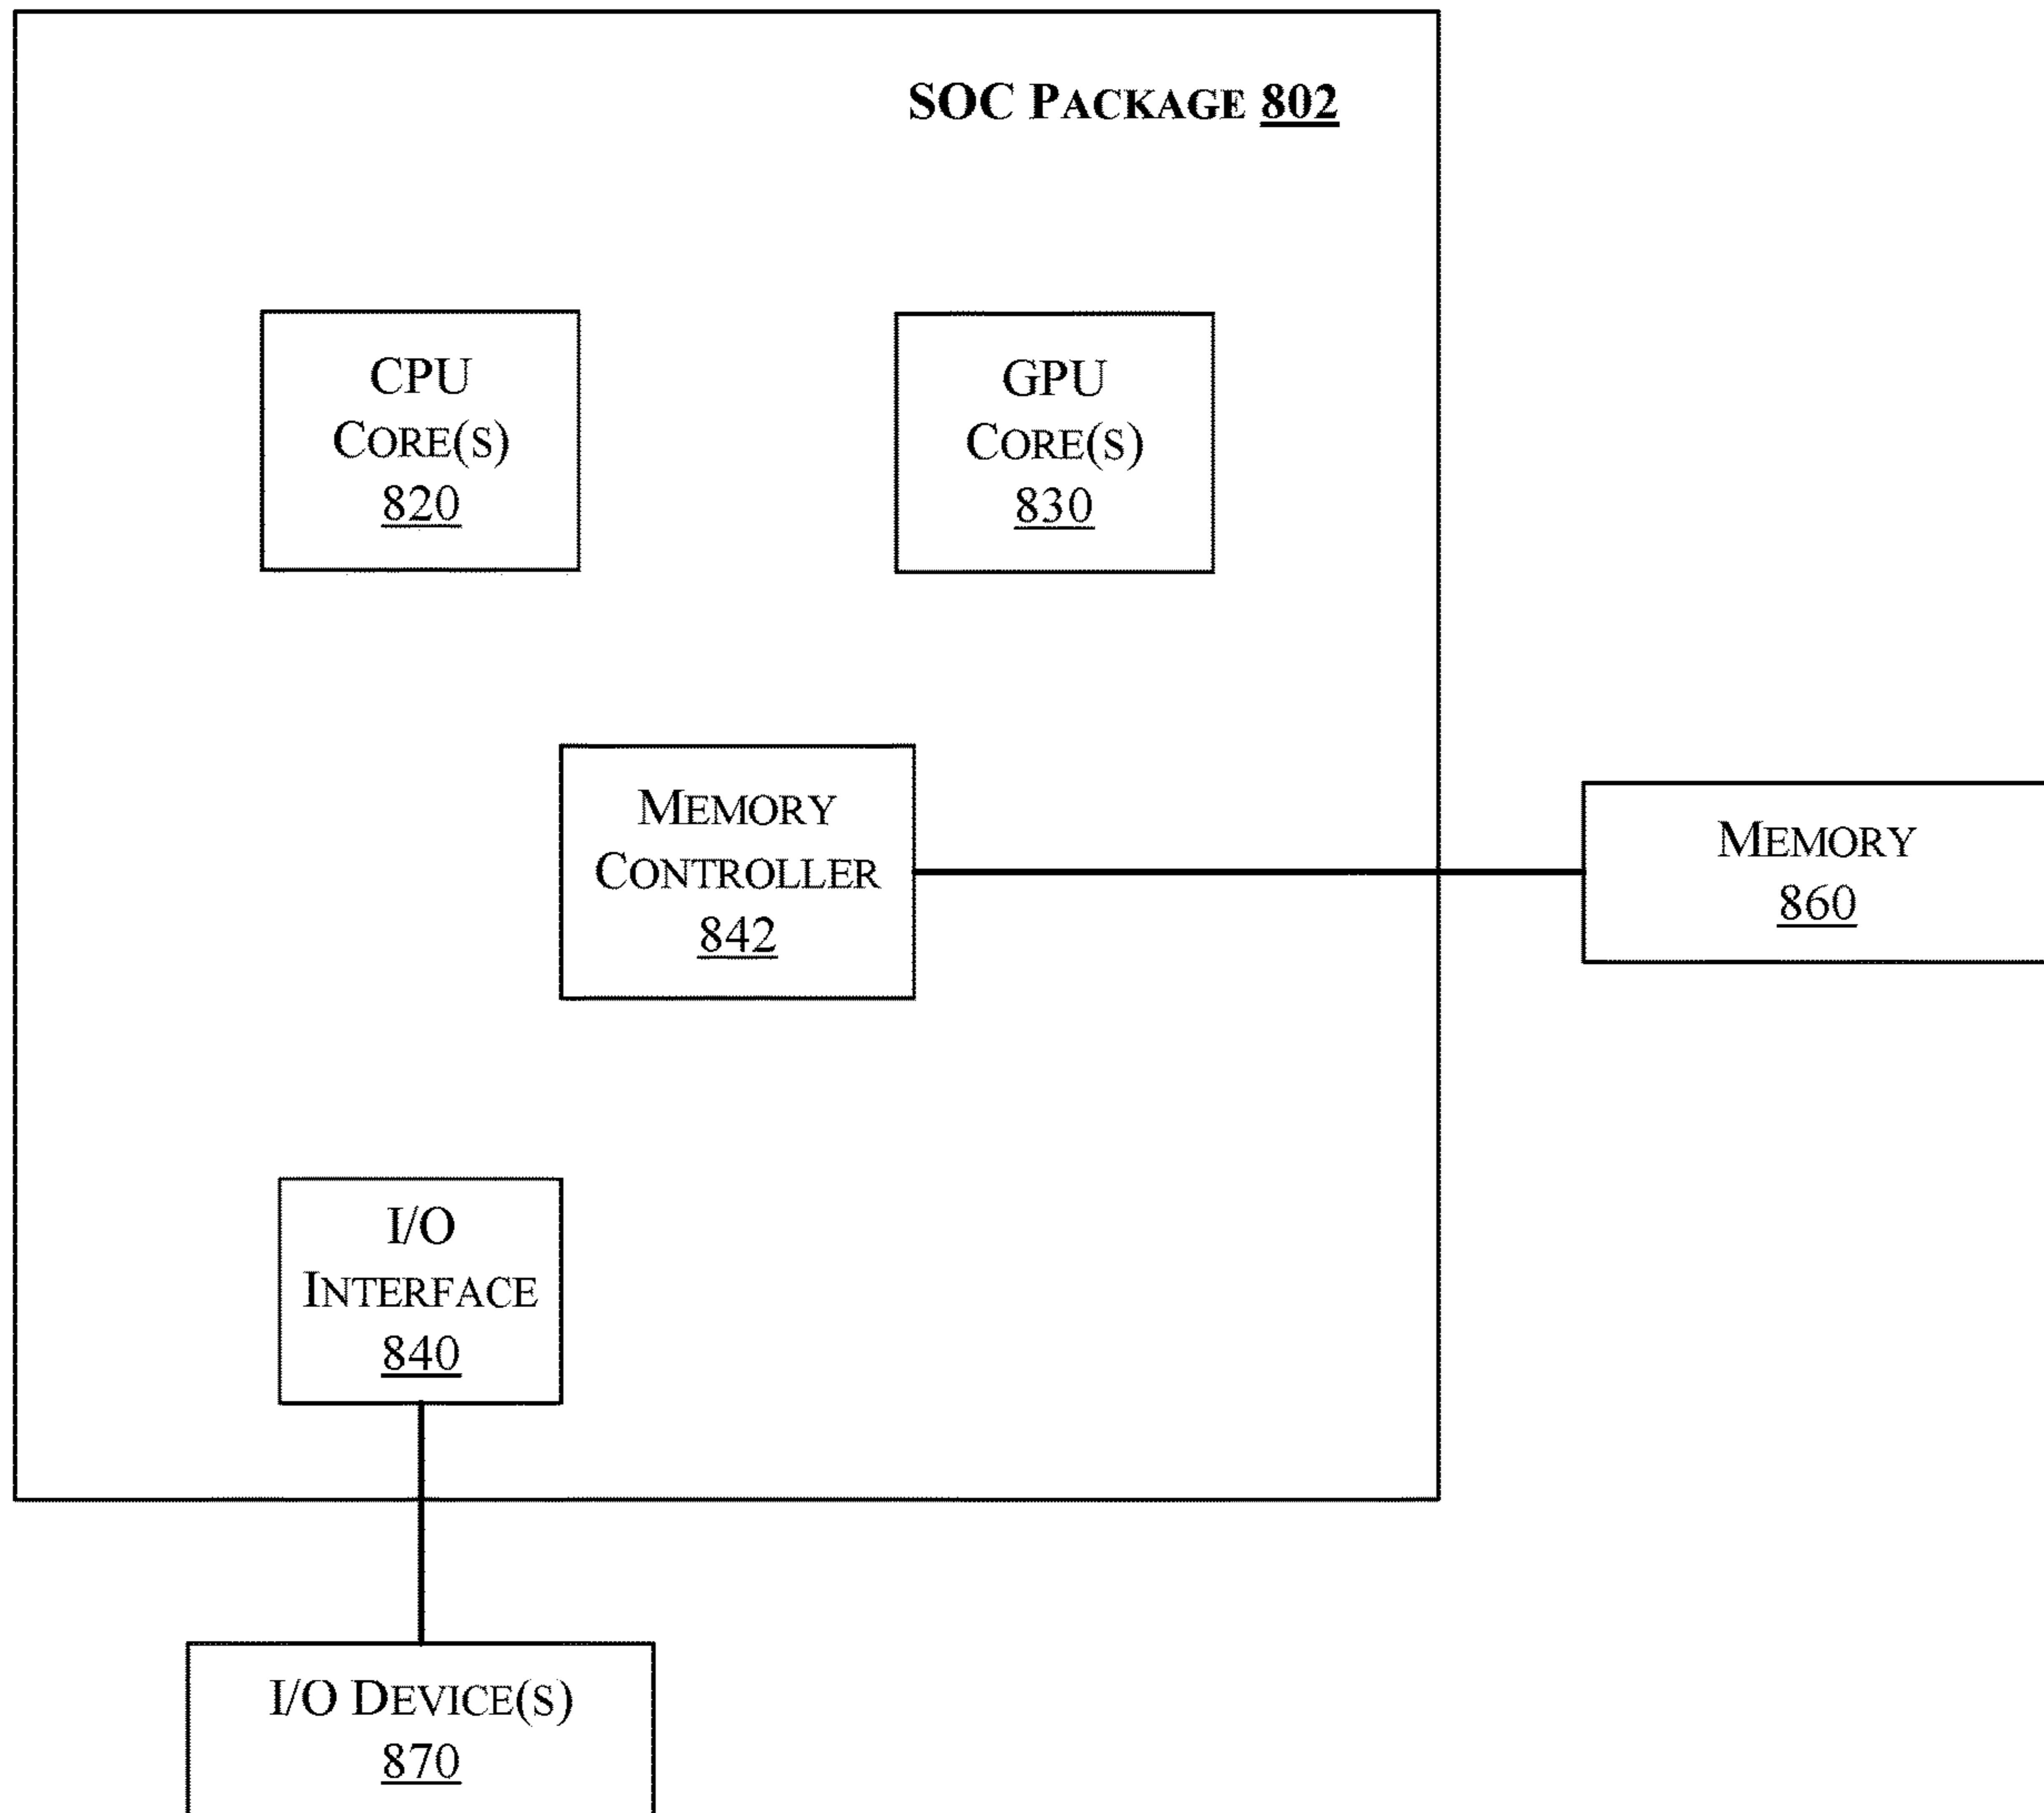 SOC PACKAGE 802
CPU
CORE(S)
820
GPU
CORE(S)
830
MEMORY
CONTROLLER
842
MEMORY
860
I/O
INTERFACE
840
I/O DEVICE(S)
870